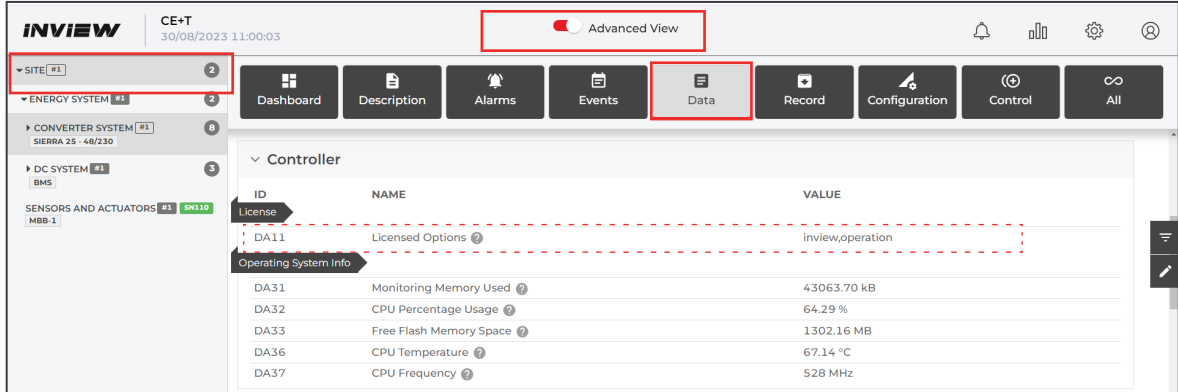 iNViEW
CE+T
30/08/2023 11:00:03
Advanced View
SITE #1 2
ENERGY SYSTEM #1 2
CONVERTER SYSTEM #1 8
SIERRA 25 - 48/230
DC SYSTEM #1 3
BMS
SENSORS AND ACTUATORS #1 SN110
MBB-1
Dashboard Description Alarms Events Data Record Configuration Control All
Controller
ID NAME VALUE
License
DA11 Licensed Options ? inview,operation
Operating System Info
DA31 Monitoring Memory Used ? 43063.70 kB
DA32 CPU Percentage Usage ? 64.29 %
DA33 Free Flash Memory Space ? 1302.16 MB
DA36 CPU Temperature ? 67.14 °C
DA37 CPU Frequency ? 528 MHz